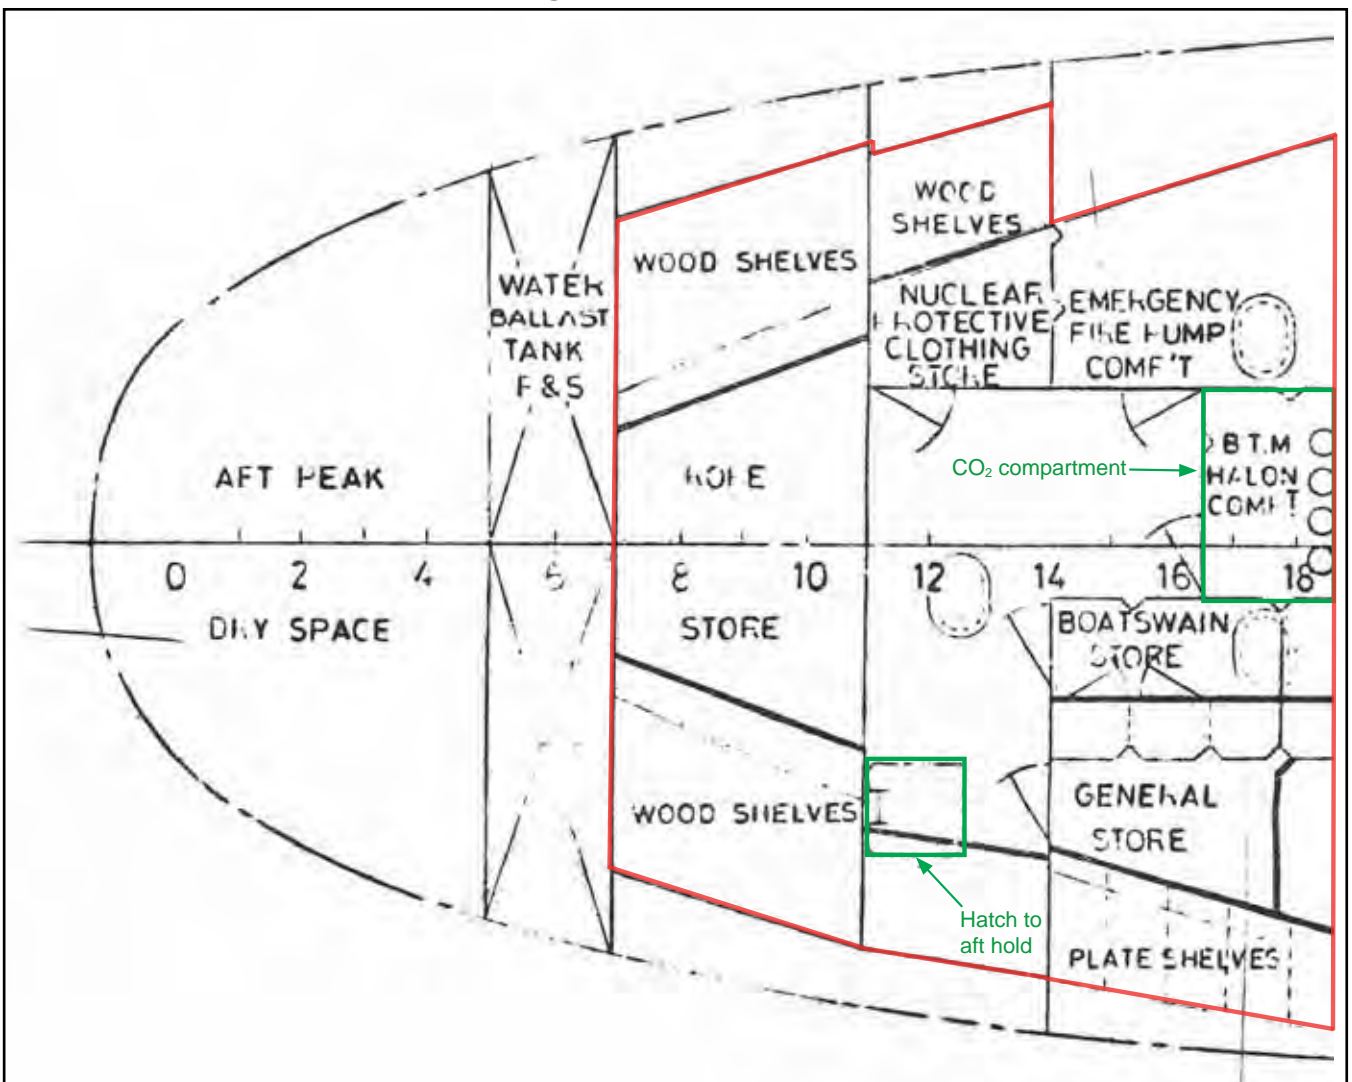 WOOD
SHELVES
WOOD SHELVES
WATER
BALLAST
TANK
P & S
NUCLEAR
PROTECTIVE
CLOTHING
STORE
EMERGENCY
FIRE PUMP
COMP'T
B T.M
HALON
COMP'T
CO₂ compartment
AFT PEAK
ROPE
0 2 4 6 8 10 12 14 16 18
DRY SPACE
STORE
BOATSWAIN
STORE
WOOD SHELVES
GENERAL
STORE
Hatch to
aft hold
PLATE SHELVES